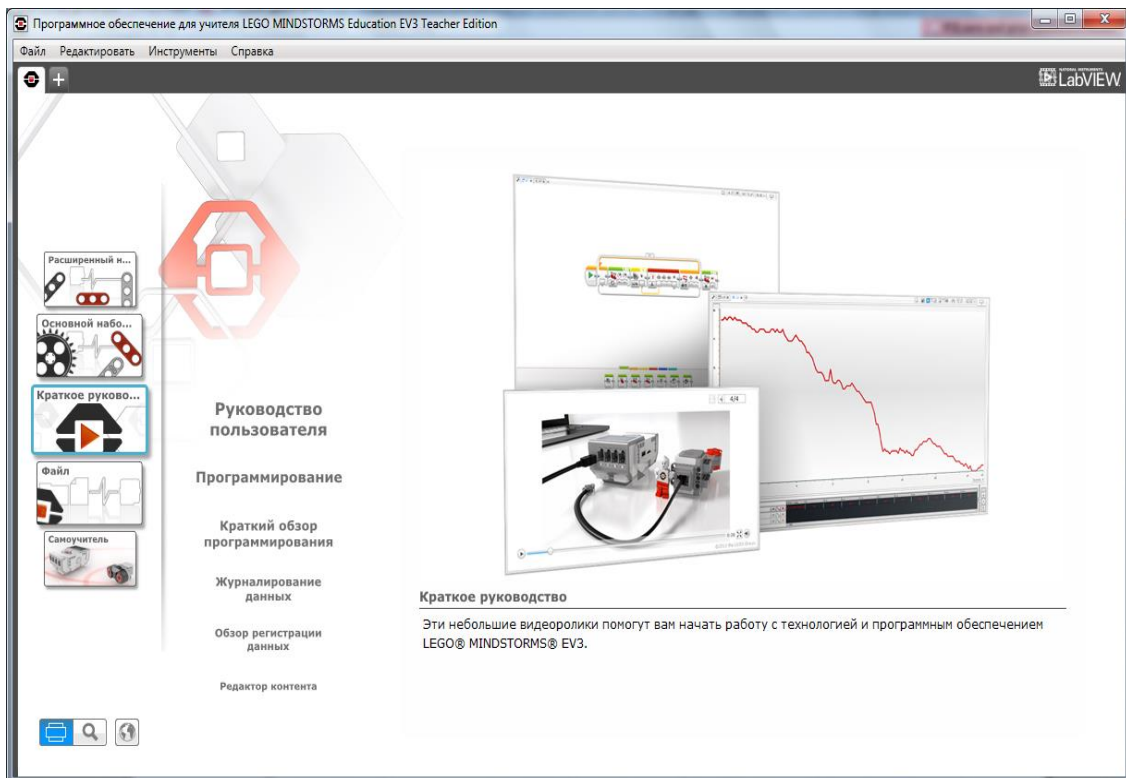 Программное обеспечение для учителя LEGO MINDSTORMS Education EV3 Teacher Edition
Файл Редактировать Инструменты Справка
NATIONAL INSTRUMENTS
LabVIEW
Расширенный н...
Основной набо...
Краткое руково...
Файл
Самоучитель
Руководство
пользователя
Программирование
Краткий обзор
программирования
Журналирование
данных
Обзор регистрации
данных
Редактор контента
4/4
Краткое руководство
Эти небольшие видеоролики помогут вам начать работу с технологией и программным обеспечением
LEGO® MINDSTORMS® EV3.